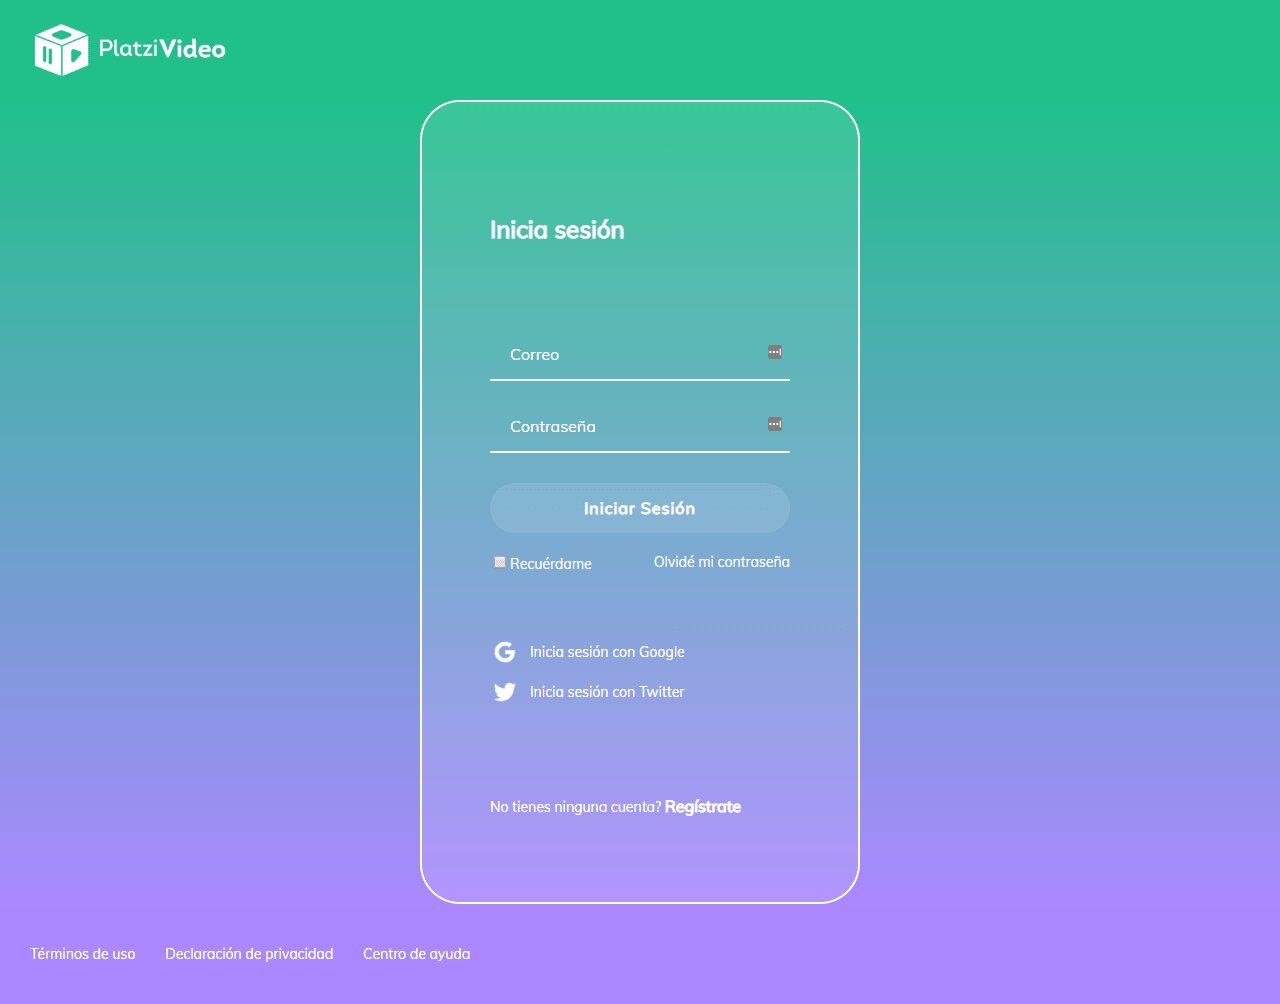 PlatziVideo
Inicia sesión
Correo
Contraseña
Iniciar Sesión
Recuérdame
Olvidé mi contraseña
Inicia sesión con Google
Inicia sesión con Twitter
No tienes ninguna cuenta? Regístrate
Términos de uso Declaración de privacidad Centro de ayuda